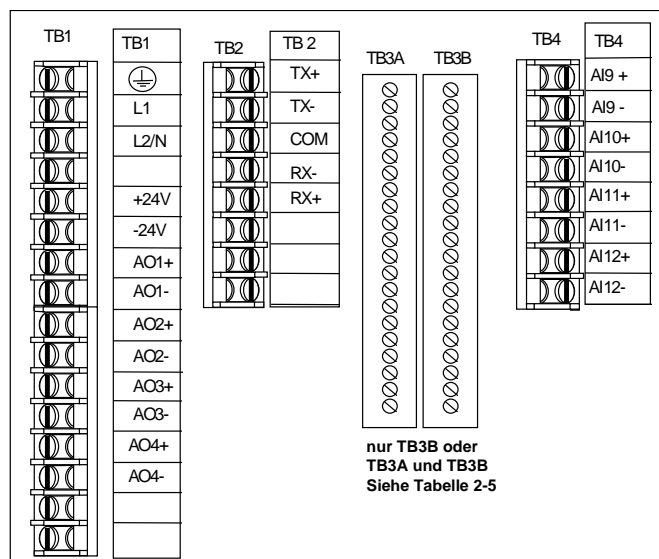 TB1
TB1
L1
L2/N
+24V
-24V
AO1+
AO1-
AO2+
AO2-
AO3+
AO3-
AO4+
AO4-
TB2
TB 2
TX+
TX-
COM
RX-
RX+
TB3A
TB3B
nur TB3B oder
TB3A und TB3B
Siehe Tabelle 2-5
TB4
TB4
AI9 +
AI9 -
AI10+
AI10-
AI11+
AI11-
AI12+
AI12-